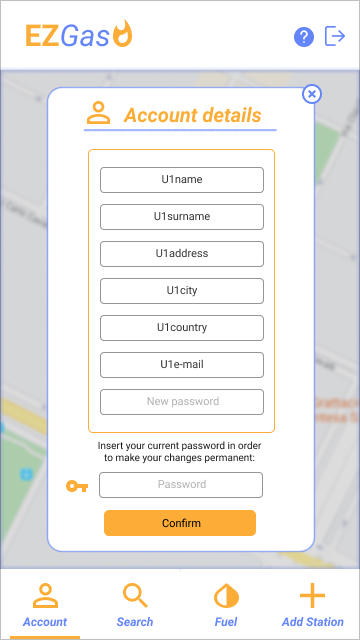 EZGas
?
Account details
U1name
U1surname
U1address
U1city
U1country
U1e-mail
New password
Insert your current password in order
to make your changes permanent:
Password
Confirm
Account
Search
Fuel
Add Station